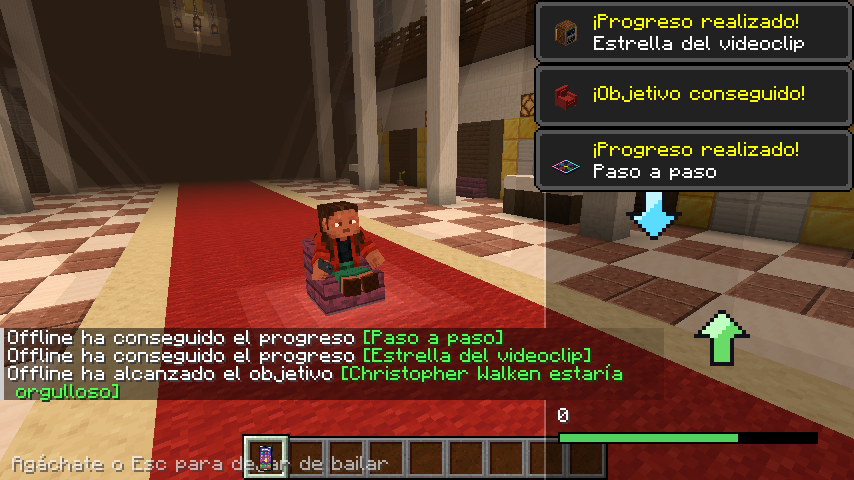 ¡Progreso realizado!
Estrella del videoclip
¡Objetivo conseguido!
¡Progreso realizado!
Paso a paso
Offline ha conseguido el progreso [Paso a paso]
Offline ha conseguido el progreso [Estrella del videoclip]
Offline ha alcanzado el objetivo [Christopher Walken estaría
orgulloso]
0
Agáchate o Esc para dejar de bailar